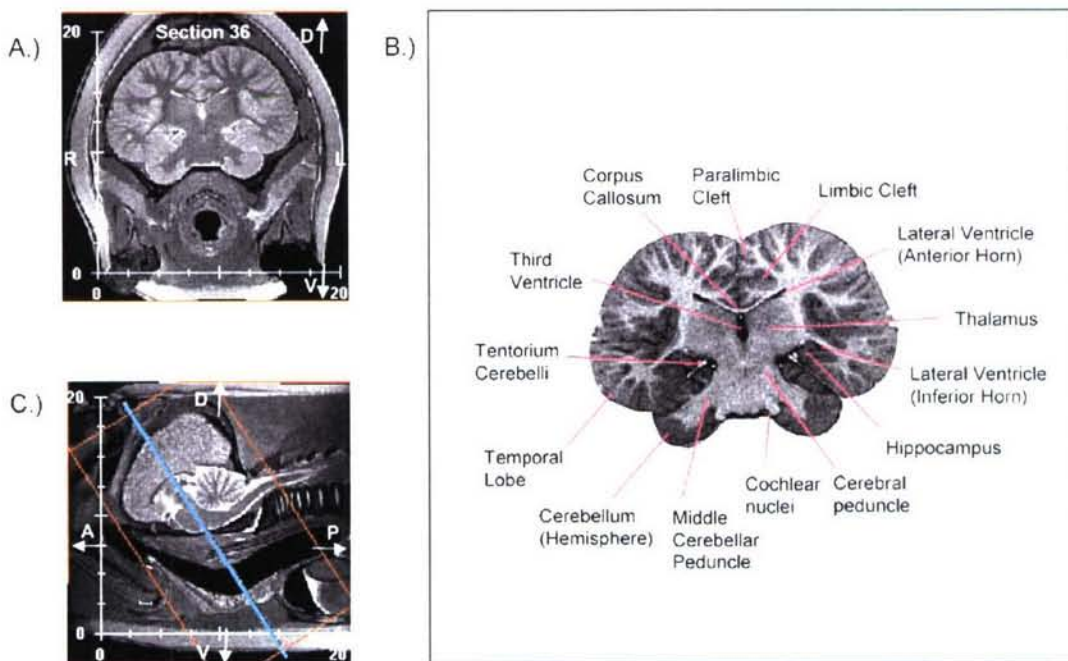 A.)
20
Section 36
D
R
L
0
V
0
20
B.)
Corpus
Callosum
Paralimbic
Cleft
Limbic Cleft
Lateral Ventricle
(Anterior Horn)
Third
Ventricle
Thalamus
Tentorium
Cerebelli
Lateral Ventricle
(Inferior Horn)
Hippocampus
Temporal
Lobe
Cerebellum
(Hemisphere)
Middle
Cerebellar
Peduncle
Cochlear
nuclei
Cerebral
peduncle
C.)
20
D
A
P
0
V
0
20